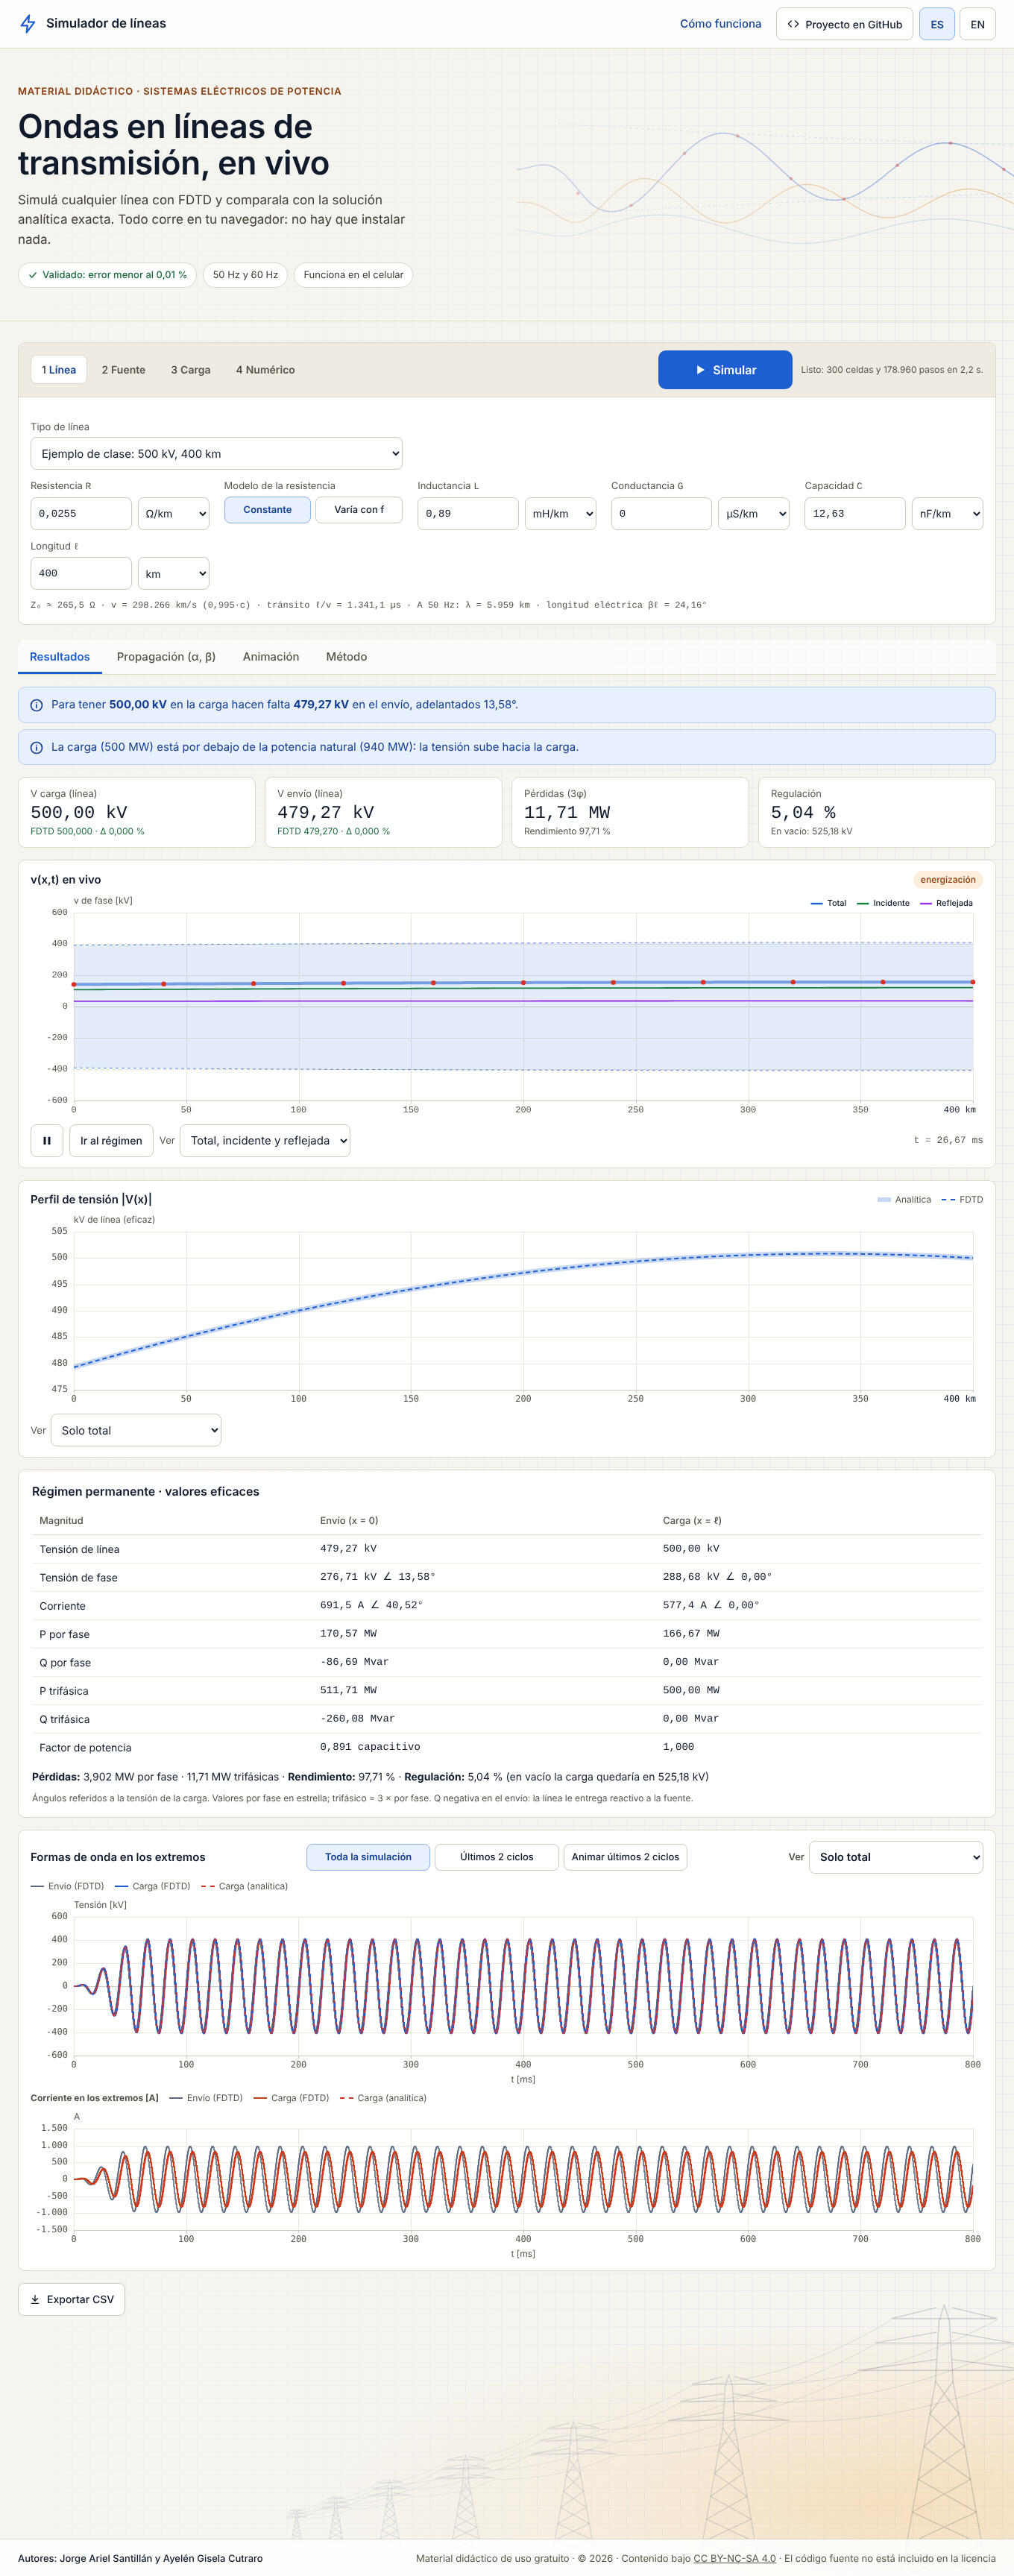 Simulador de líneas
Cómo funciona
Proyecto en GitHub
ES
EN
MATERIAL DIDÁCTICO · SISTEMAS ELÉCTRICOS DE POTENCIA
Ondas en líneas de
transmisión, en vivo
Simulá cualquier línea con FDTD y comparala con la solución
analítica exacta. Todo corre en tu navegador: no hay que instalar
nada.
Validado: error menor al 0,01 %
50 Hz y 60 Hz
Funciona en el celular
1 Línea
2 Fuente
3 Carga
4 Numérico
Simular
Listo: 300 celdas y 178.960 pasos en 2,2 s.
Tipo de línea
Ejemplo de clase: 500 kV, 400 km
Resistencia R
Modelo de la resistencia
Inductancia L
Conductancia G
Capacidad C
0,0255
Ω/km
Constante
Varía con f
0,89
mH/km
0
µS/km
12,63
nF/km
Longitud ℓ
400
km
Z₀ ≈ 265,5 Ω · v = 298.266 km/s (0,995·c) · tránsito ℓ/v = 1.341,1 µs · A 50 Hz: λ = 5.959 km · longitud eléctrica βℓ = 24,16°
Resultados
Propagación (α, β)
Animación
Método
Para tener 500,00 kV en la carga hacen falta 479,27 kV en el envío, adelantados 13,58°.
La carga (500 MW) está por debajo de la potencia natural (940 MW): la tensión sube hacia la carga.
V carga (línea)
500,00 kV
FDTD 500,000 · Δ 0,000 %
V envío (línea)
479,27 kV
FDTD 479,270 · Δ 0,000 %
Pérdidas (3φ)
11,71 MW
Rendimiento 97,71 %
Regulación
5,04 %
En vacío: 525,18 kV
v(x,t) en vivo
energización
v de fase [kV]
Total
Incidente
Reflejada
600
400
200
0
-200
-400
-600
0
50
100
150
200
250
300
350
400 km
Ir al régimen
Ver
Total, incidente y reflejada
t = 26,67 ms
Perfil de tensión |V(x)|
Analítica
FDTD
kV de línea (eficaz)
505
500
495
490
485
480
475
0
50
100
150
200
250
300
350
400 km
Ver
Solo total
Régimen permanente · valores eficaces
Magnitud
Envío (x = 0)
Carga (x = ℓ)
Tensión de línea
479,27 kV
500,00 kV
Tensión de fase
276,71 kV ∠ 13,58°
288,68 kV ∠ 0,00°
Corriente
691,5 A ∠ 40,52°
577,4 A ∠ 0,00°
P por fase
170,57 MW
166,67 MW
Q por fase
-86,69 Mvar
0,00 Mvar
P trifásica
511,71 MW
500,00 MW
Q trifásica
-260,08 Mvar
0,00 Mvar
Factor de potencia
0,891 capacitivo
1,000
Pérdidas: 3,902 MW por fase · 11,71 MW trifásicas · Rendimiento: 97,71 % · Regulación: 5,04 % (en vacío la carga quedaría en 525,18 kV)
Ángulos referidos a la tensión de la carga. Valores por fase en estrella; trifásico = 3 × por fase. Q negativa en el envío: la línea le entrega reactivo a la fuente.
Formas de onda en los extremos
Toda la simulación
Últimos 2 ciclos
Animar últimos 2 ciclos
Ver
Solo total
Envío (FDTD)
Carga (FDTD)
Carga (analítica)
Tensión [kV]
600
400
200
0
-200
-400
-600
0
100
200
300
400
500
600
700
800
t [ms]
Corriente en los extremos [A]
Envío (FDTD)
Carga (FDTD)
Carga (analítica)
A
1.500
1.000
500
0
-500
-1.000
-1.500
0
100
200
300
400
500
600
700
800
t [ms]
Exportar CSV
Autores: Jorge Ariel Santillán y Ayelén Gisela Cutraro
Material didáctico de uso gratuito · © 2026 · Contenido bajo CC BY-NC-SA 4.0 · El código fuente no está incluido en la licencia